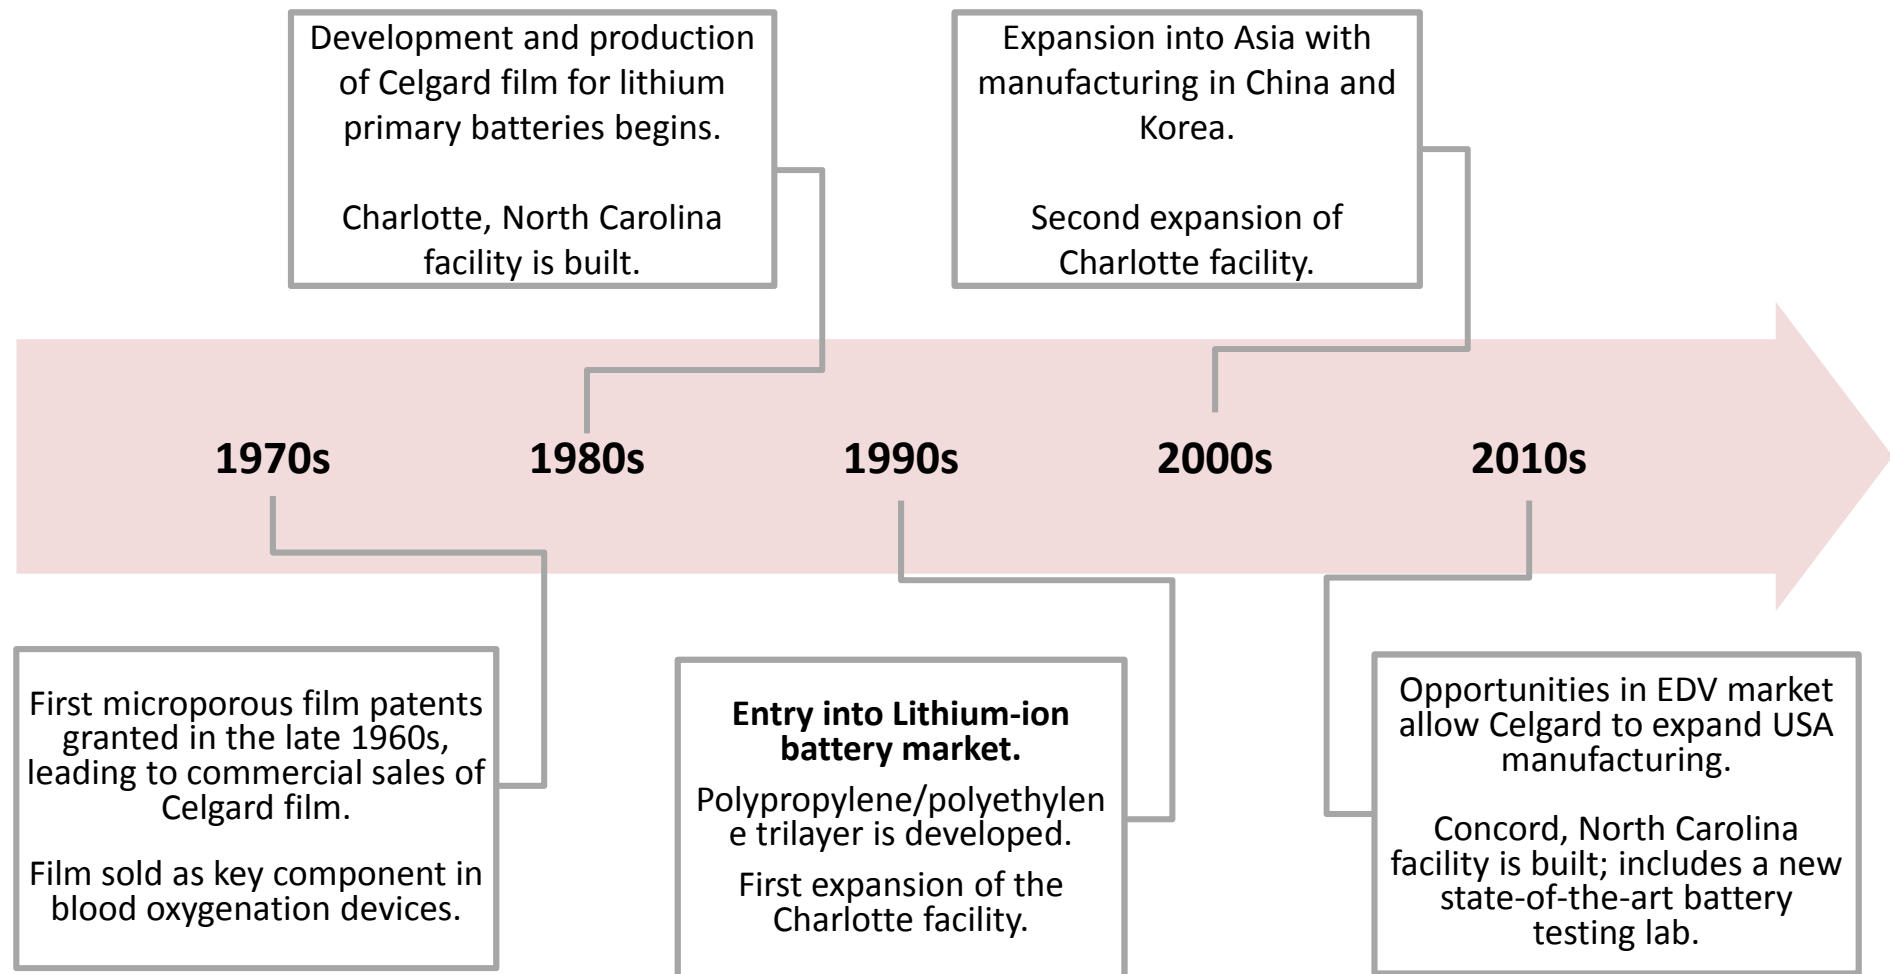 Development and production
of Celgard film for lithium
primary batteries begins.
Charlotte, North Carolina
facility is built.
Expansion into Asia with
manufacturing in China and
Korea.
Second expansion of
Charlotte facility.
1970s
1980s
1990s
2000s
2010s
First microporous film patents
granted in the late 1960s,
leading to commercial sales of
Celgard film.
Film sold as key component in
blood oxygenation devices.
Entry into Lithium-ion
battery market.
Polypropylene/polyethylen
e trilayer is developed.
First expansion of the
Charlotte facility.
Opportunities in EDV market
allow Celgard to expand USA
manufacturing.
Concord, North Carolina
facility is built; includes a new
state-of-the-art battery
testing lab.